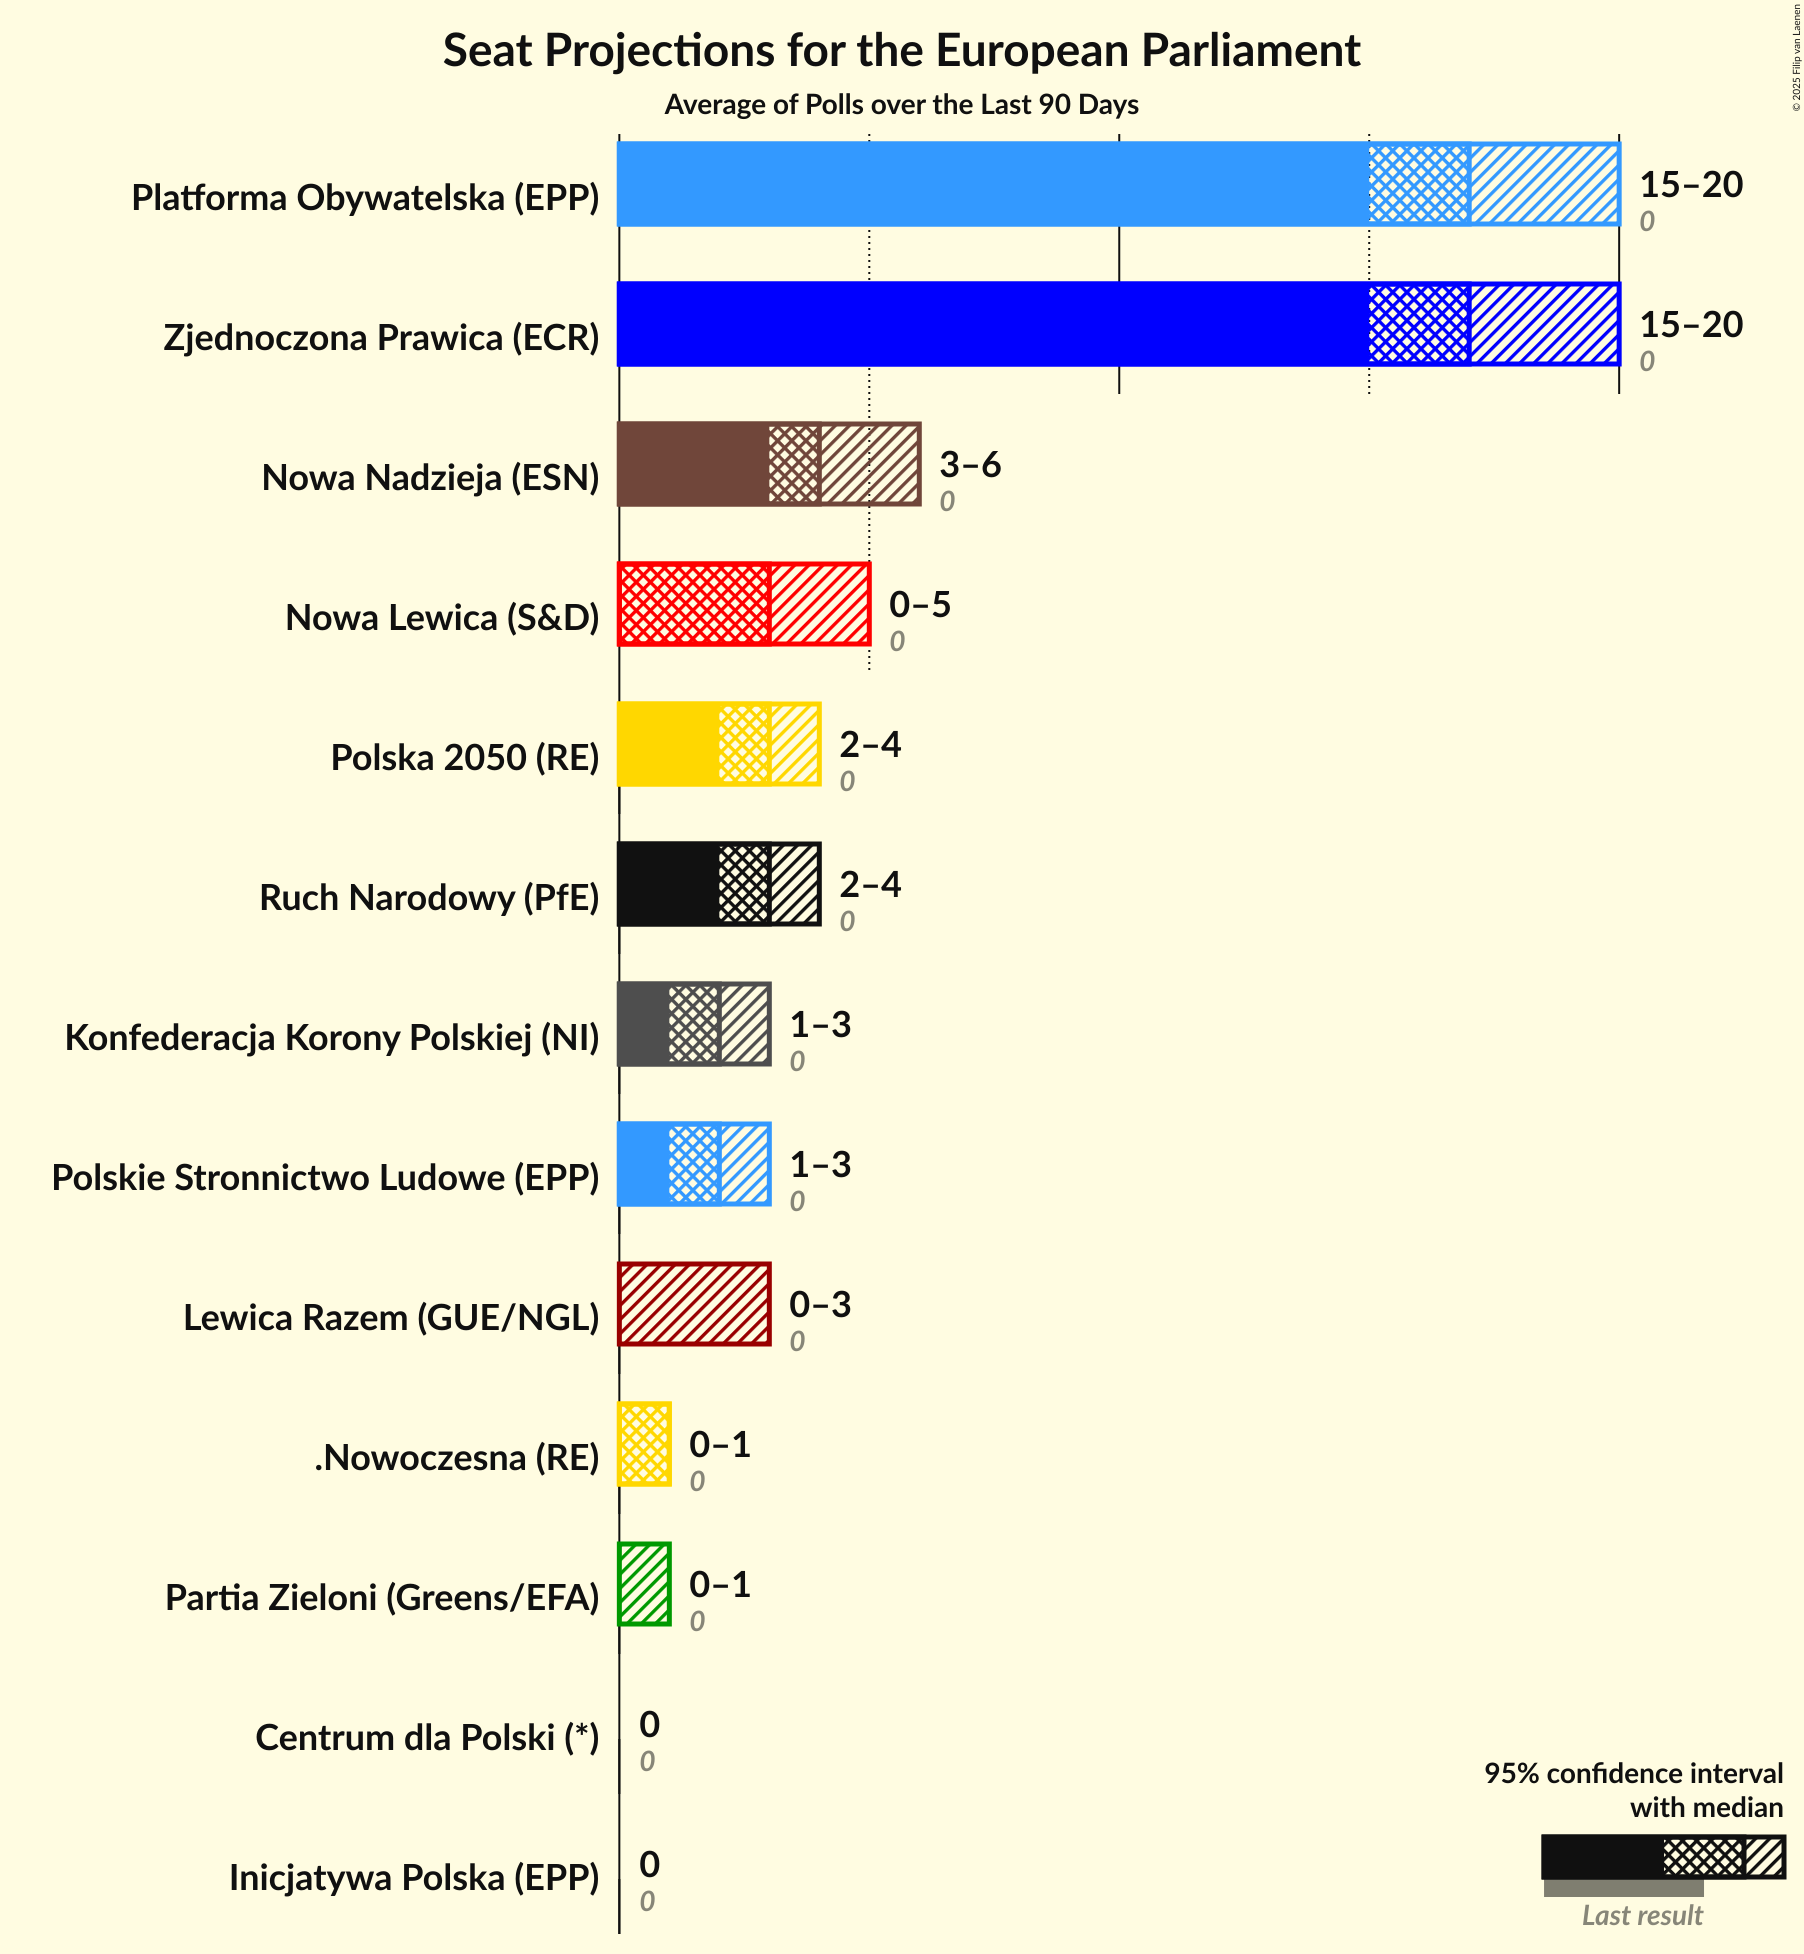 Seat Projections for the European Parliament
Average of Polls over the Last 90 Days
© 2025 Filip van Laenen
Platforma Obywatelska (EPP)
15–20
0
Zjednoczona Prawica (ECR)
15–20
0
Nowa Nadzieja (ESN)
3–6
0
Nowa Lewica (S&D)
0–5
0
Polska 2050 (RE)
2–4
0
Ruch Narodowy (PfE)
2–4
0
Konfederacja Korony Polskiej (NI)
1–3
0
Polskie Stronnictwo Ludowe (EPP)
1–3
0
Lewica Razem (GUE/NGL)
0–3
0
.Nowoczesna (RE)
0–1
0
Partia Zieloni (Greens/EFA)
0–1
0
Centrum dla Polski (*)
0
0
Inicjatywa Polska (EPP)
0
0
95% confidence interval
with median
Last result